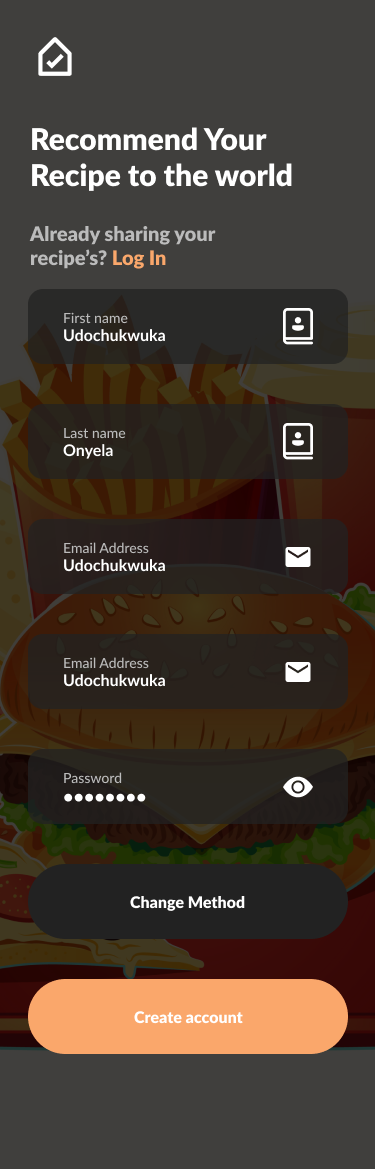 Recommend Your
Recipe to the world
Already sharing your
recipe’s? Log In
First name
Udochukwuka
Last name
Onyela
Email Address
Udochukwuka
Email Address
Udochukwuka
Password
●●●●●●●●
Change Method
Create account